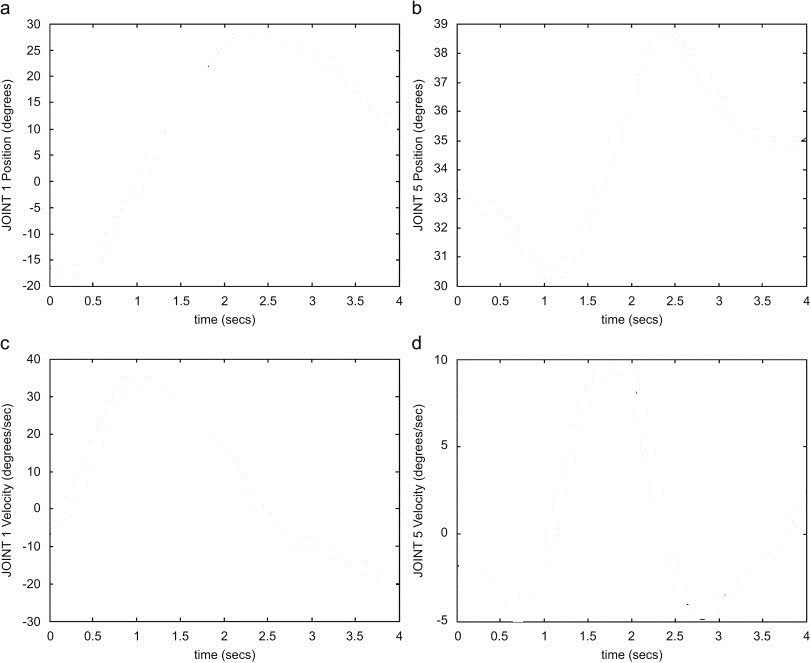 a
30
25
20
15
10
5
0
-5
-10
-15
-20
JOINT 1 Position (degrees)
0 0.5 1 1.5 2 2.5 3 3.5 4
time (secs)
b
39
38
37
36
35
34
33
32
31
30
JOINT 5 Position (degrees)
0 0.5 1 1.5 2 2.5 3 3.5 4
time (secs)
c
40
30
20
10
0
-10
-20
-30
JOINT 1 Velocity (degrees/sec)
0 0.5 1 1.5 2 2.5 3 3.5 4
time (secs)
d
10
5
0
-5
JOINT 5 Velocity (degrees/sec)
0 0.5 1 1.5 2 2.5 3 3.5 4
time (secs)